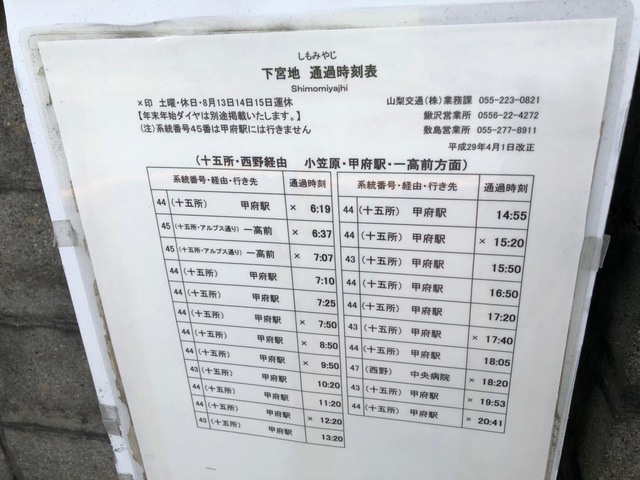 しもみやじ
下宮地 通過時刻表
Shimomiyajhi
×印 土曜・休日・8月13日14日15日運休
【年末年始ダイヤは別途掲載いたします。】
(注)系統番号45番は甲府駅には行きません
山梨交通(株)業務課 055-223-0821
鰍沢営業所 0556-22-4272
敷島営業所 055-277-8911
平成29年4月1日改正
(十五所・西野経由 小笠原・甲府駅・一高前方面)
系統番号・経由・行き先 通過時刻
44 (十五所) 甲府駅 × 6:19
45 (十五所・アルプス通り) 一高前 × 6:37
45 (十五所・アルプス通り) 一高前 × 7:07
44 (十五所) 甲府駅 7:10
44 (十五所) 甲府駅 7:25
44 (十五所) 甲府駅 × 7:50
44 (十五所) 甲府駅 × 8:50
44 (十五所) 甲府駅 × 9:50
43 (十五所) 甲府駅 10:20
44 (十五所) 甲府駅 11:20
44 (十五所) 甲府駅 × 12:20
43 (十五所) 甲府駅 13:20
系統番号・経由・行き先 通過時刻
44 (十五所) 甲府駅 14:55
44 (十五所) 甲府駅 × 15:20
43 (十五所) 甲府駅 15:50
44 (十五所) 甲府駅 16:50
44 (十五所) 甲府駅 17:20
43 (十五所) 甲府駅 × 17:40
44 (十五所) 甲府駅 18:05
47 (西野) 中央病院 × 18:20
43 (十五所) 甲府駅 × 19:53
44 (十五所) 甲府駅 × 20:41